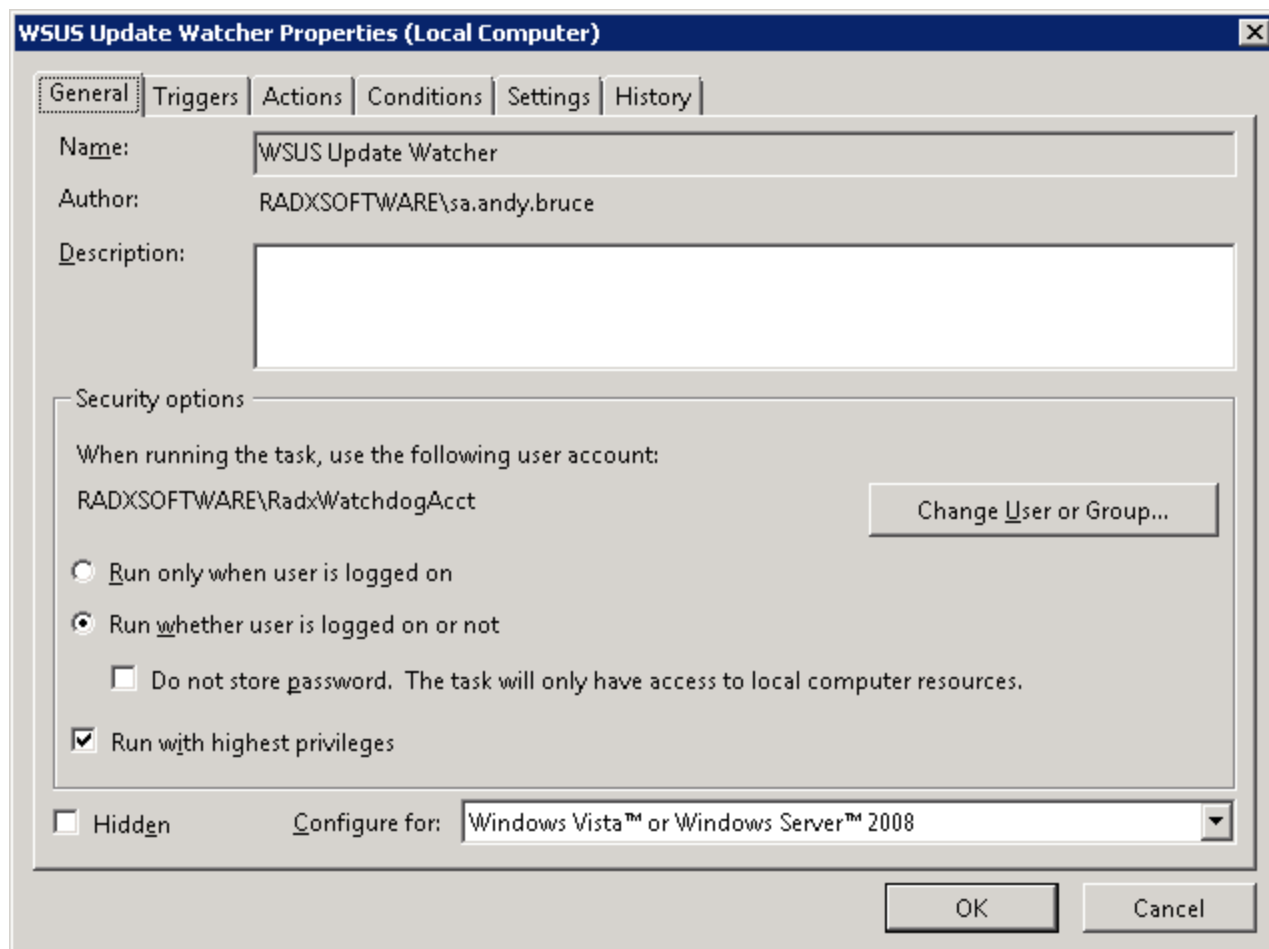 WSUS Update Watcher Properties (Local Computer)
General Triggers Actions Conditions Settings History
Name: WSUS Update Watcher
Author: RADXSOFTWARE\sa.andy.bruce
Description:
Security options
When running the task, use the following user account:
RADXSOFTWARE\RadxWatchdogAcct Change User or Group...
Run only when user is logged on
Run whether user is logged on or not
Do not store password. The task will only have access to local computer resources.
Run with highest privileges
Hidden Configure for: Windows Vista™ or Windows Server™ 2008
OK Cancel